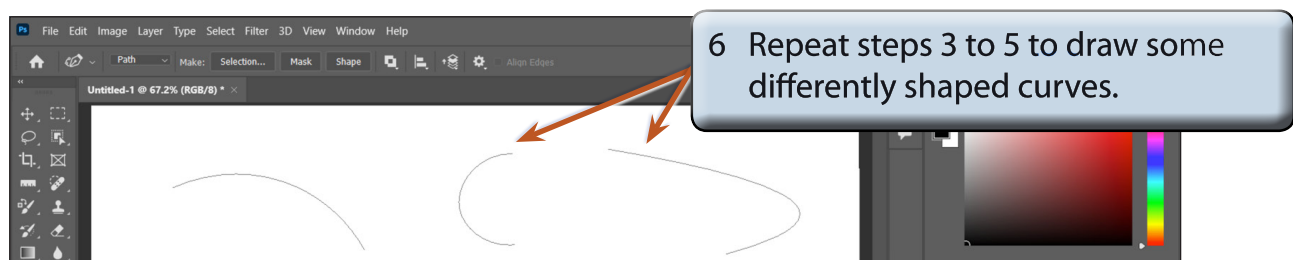 Ps File Edit Image Layer Type Select Filter 3D View Window Help
6 Repeat steps 3 to 5 to draw some
differently shaped curves.
Path Make: Selection... Mask Shape Align Edges
Untitled-1 @ 67.2% (RGB/8) * ×